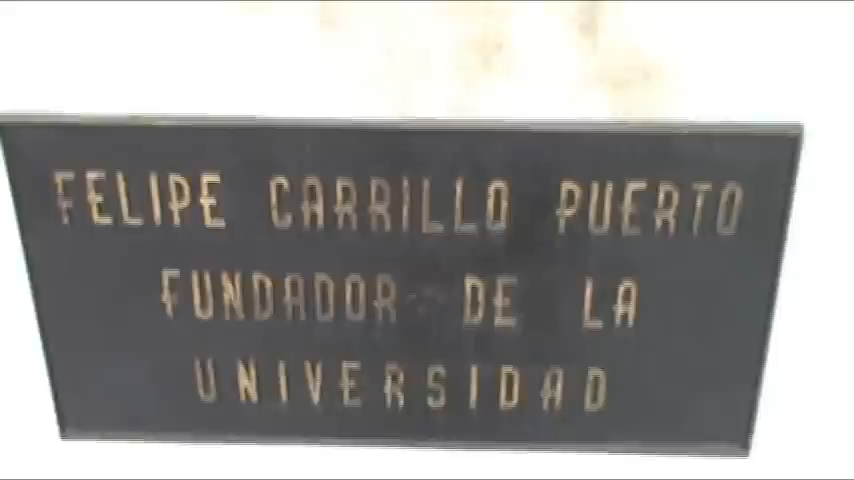 FELIPE CARRILLO PUERTO
FUNDADOR DE LA
UNIVERSIDAD